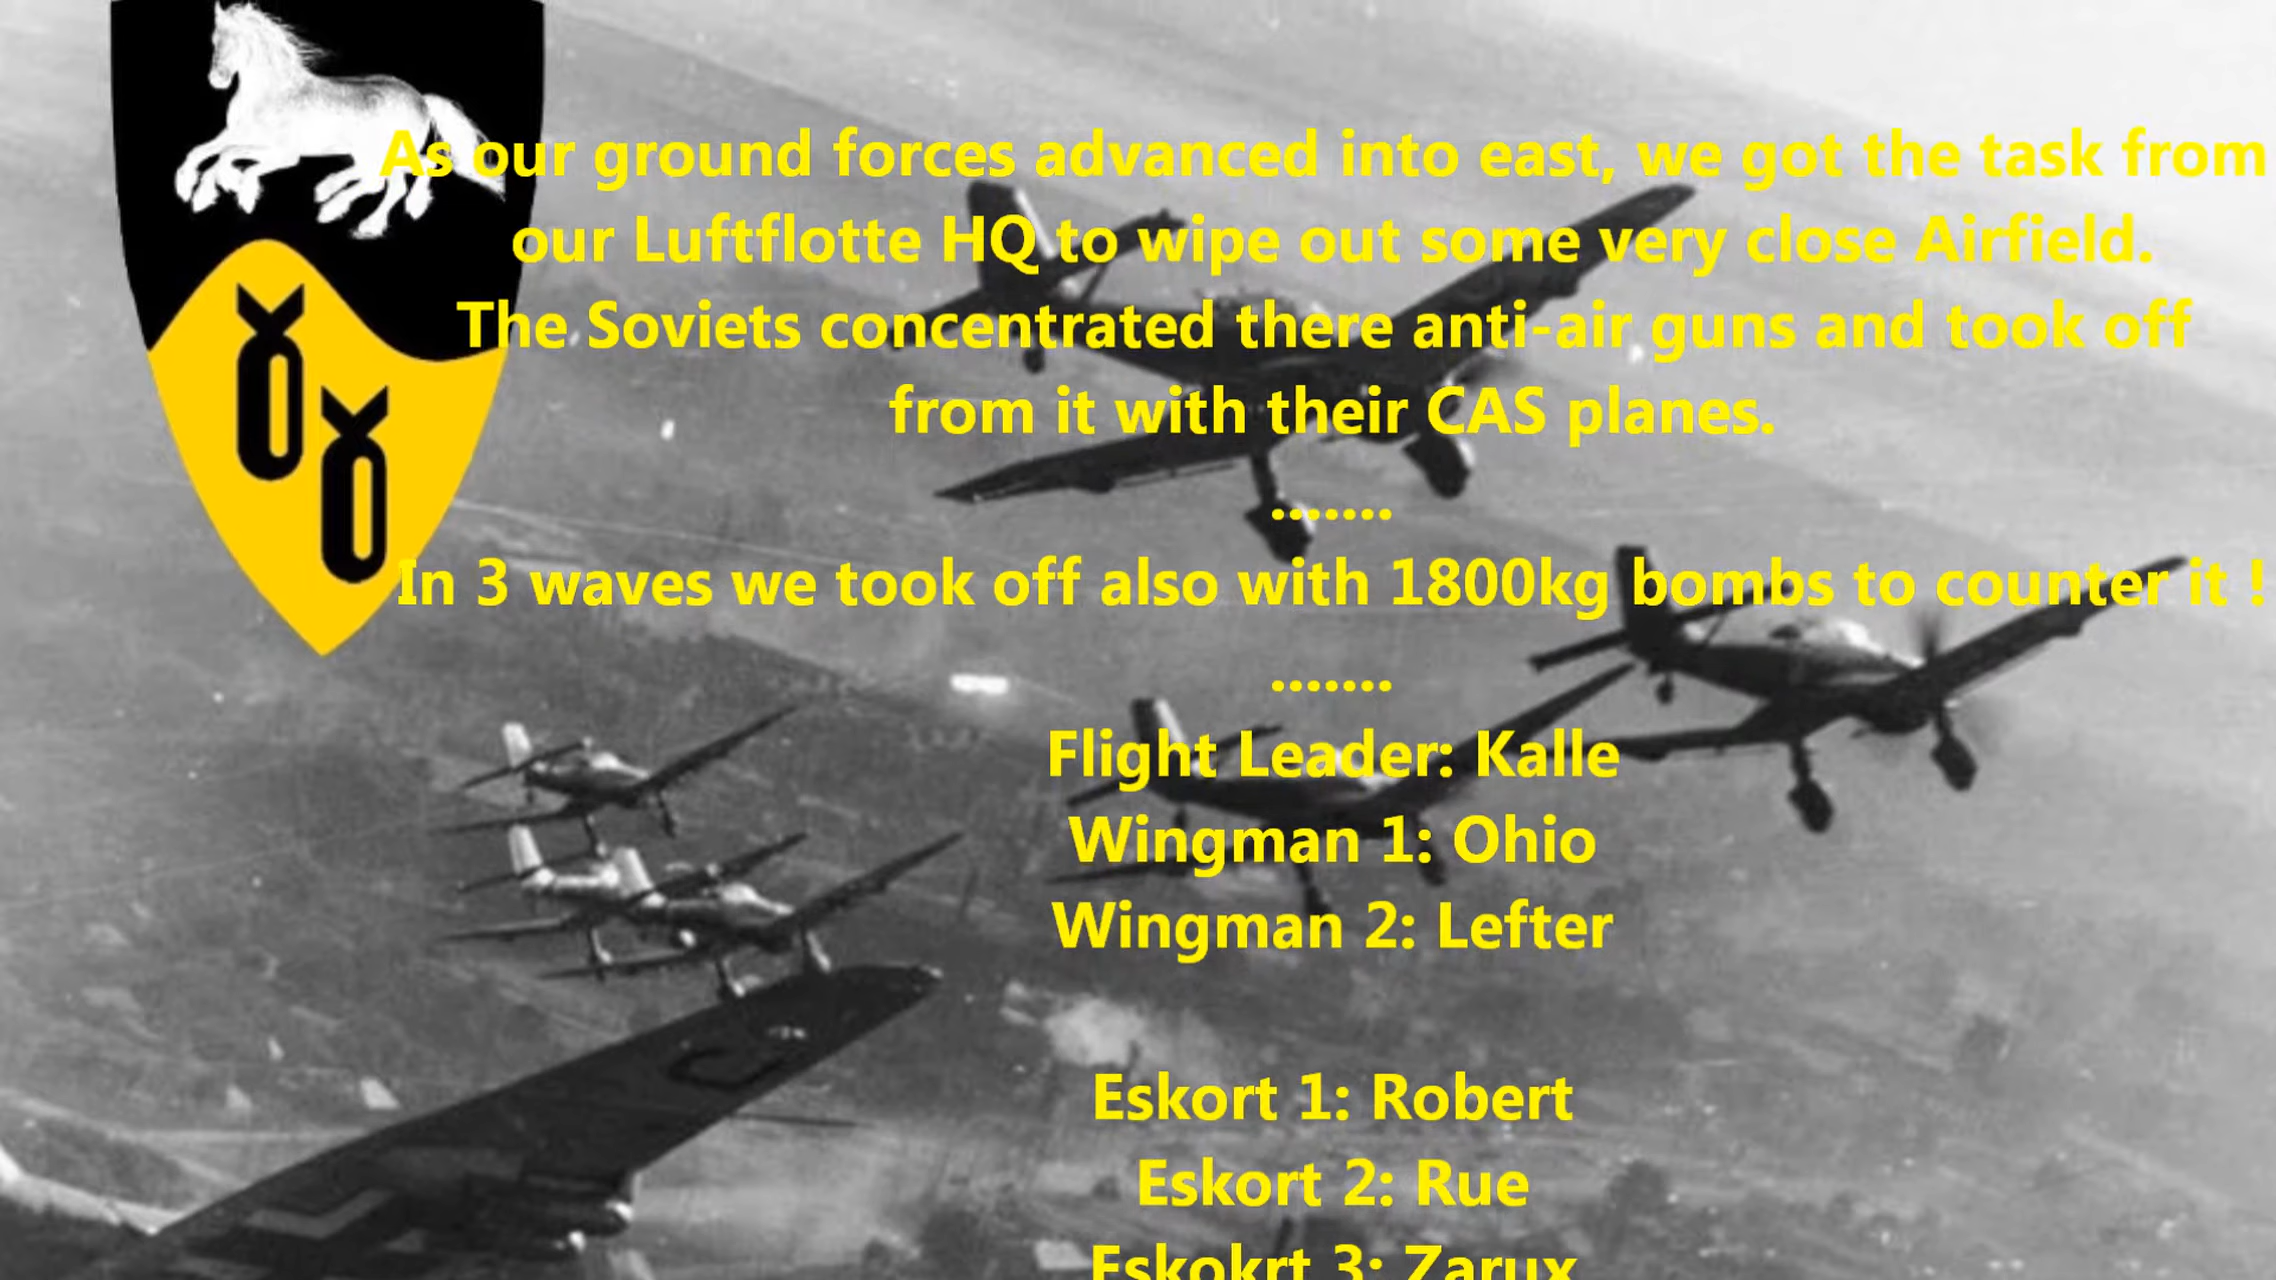 As our ground forces advanced into east, we got the task from
our Luftflotte HQ to wipe out some very close Airfield.
The Soviets concentrated there anti-air guns and took off
from it with their CAS planes.
.......
In 3 waves we took off also with 1800kg bombs to counter it !
.......
Flight Leader: Kalle
Wingman 1: Ohio
Wingman 2: Lefter
Eskort 1: Robert
Eskort 2: Rue
Eskokrt 3: Zarux